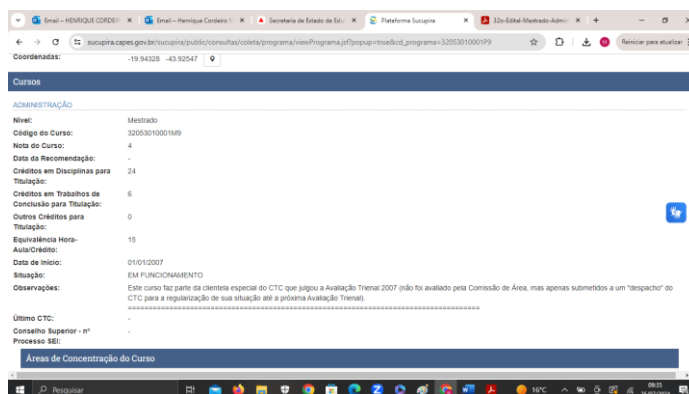 Email – HENRIQUE CORDEI
Email – Henrique Cordeiro
Secretaria de Estado de Edu
Plataforma Sucupira
32o-Edital-Mestrado-Admin
sucupira.capes.gov.br/sucupira/public/consultas/coleta/programa/viewPrograma.jsf?popup=true&cd_programa=32053010001P9
Reiniciar para atualizar
Coordenadas: -19.94328 -43.92547
Cursos
ADMINISTRAÇÃO
Nível: Mestrado
Código do Curso: 32053010001M9
Nota do Curso: 4
Data da Recomendação: -
Créditos em Disciplinas para 24
Titulação:
Créditos em Trabalhos de 6
Conclusão para Titulação:
Outros Créditos para 0
Titulação:
Equivalência Hora- 15
Aula/Crédito:
Data de Início: 01/01/2007
Situação: EM FUNCIONAMENTO
Observações: Este curso faz parte da clientela especial do CTC que julgou a Avaliação Trienal 2007 (não foi avaliado pela Comissão de Área, mas apenas submetidos a um "despacho" do
CTC para a regularização de sua situação até a próxima Avaliação Trienal).
Último CTC: -
Conselho Superior - nº -
Processo SEI:
Áreas de Concentração do Curso
Pesquisar
16°C
09:35
16/07/2024